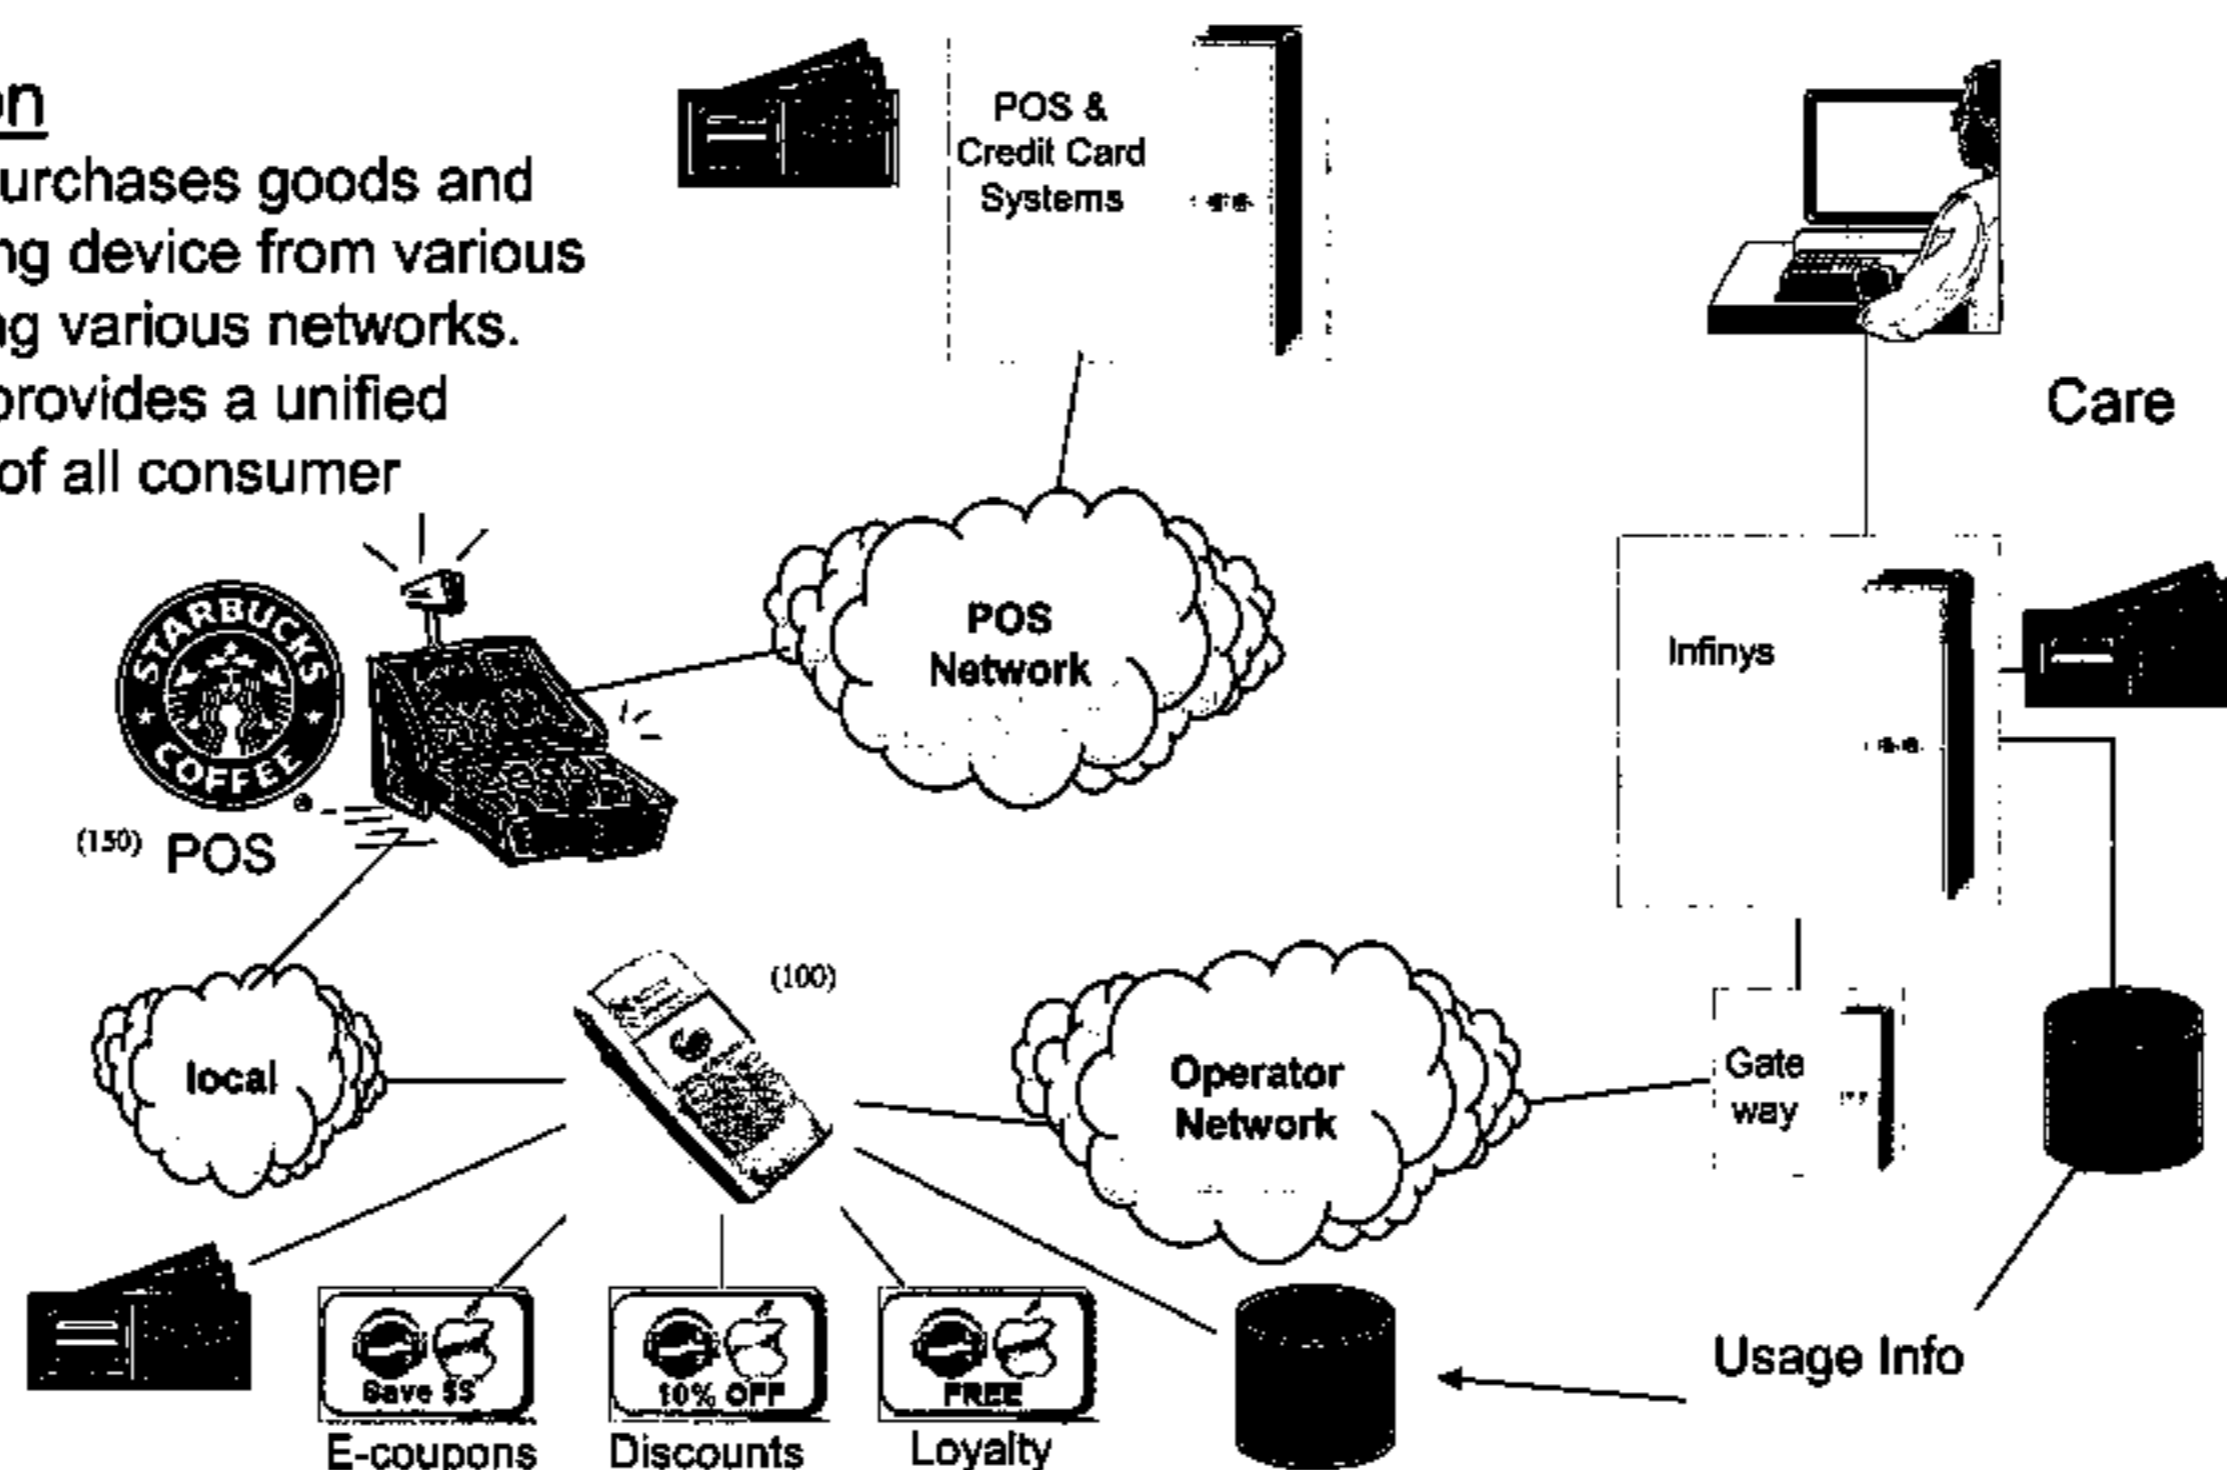 on
urchases goods and
ng device from various
ng various networks.
provides a unified
of all consumer
POS &
Credit Card
Systems
Care
POS
Network
Infinys
STARBUCKS
COFFEE
(150) POS
(100)
local
Operator
Network
Gate
way
Save $$
10% OFF
FREE
E-coupons
Discounts
Loyalty
Usage Info